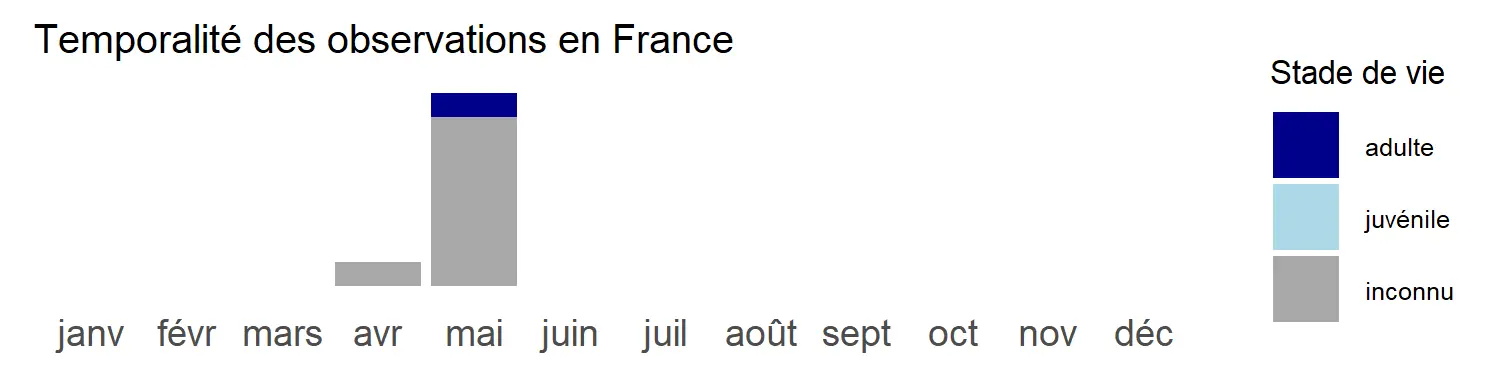 Temporalité des observations en France
Stade de vie
adulte
juvénile
inconnu
janv févr mars avr mai juin juil août sept oct nov déc